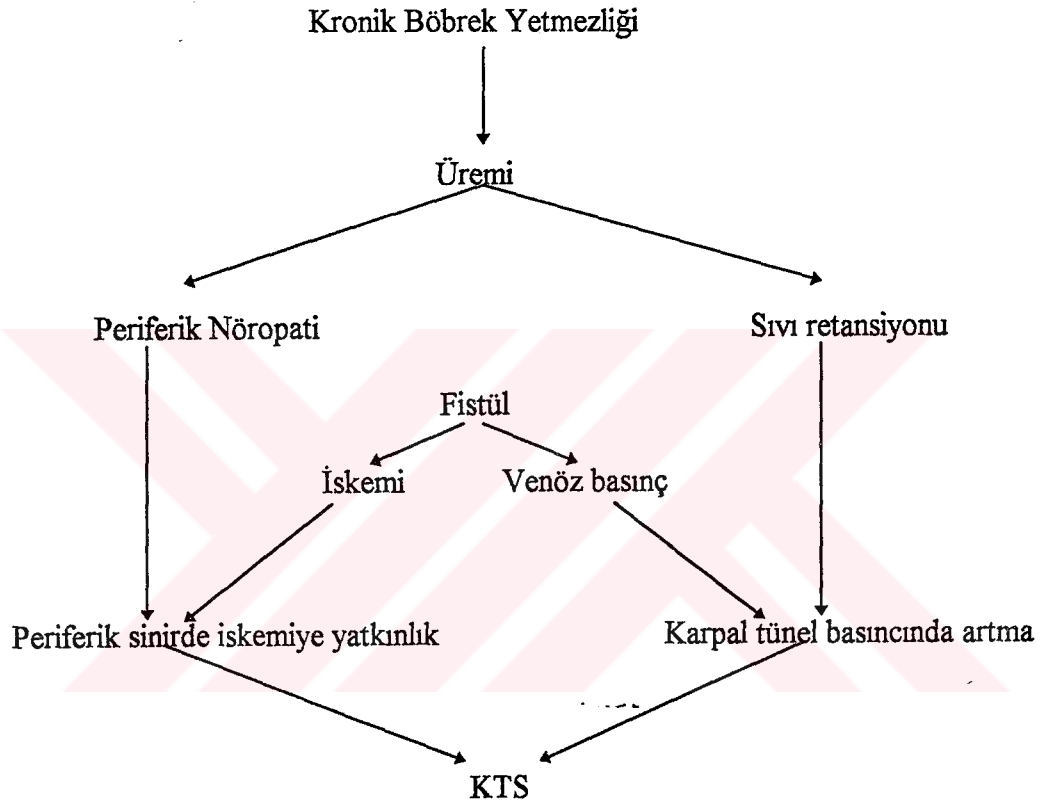 Kronik Böbrek Yetmezliği
Üremi
Periferik Nöropati
Sıvı retansiyonu
Fistül
İskemi
Venöz basınç
Periferik sinirde iskemiye yatkınlık
Karpal tünel basıncında artma
KTS